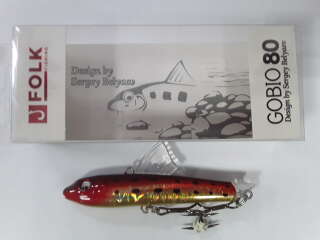 FOLK
FISHING
Design by
Sergey Belyaev
GOBIO 80
Design by Sergey Belyaev